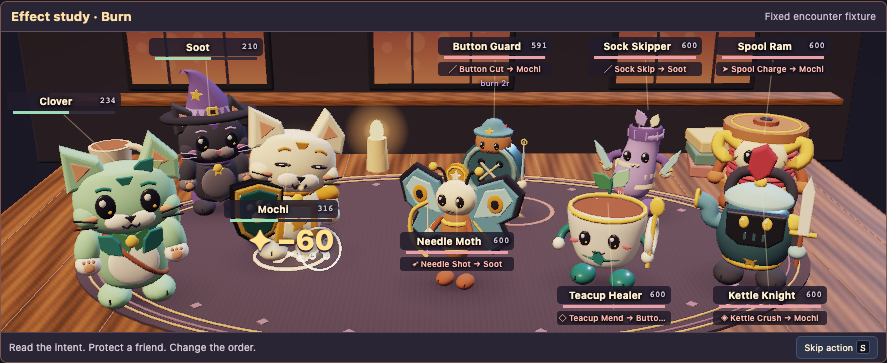 Effect study · Burn
Fixed encounter fixture
Soot 210
Button Guard 591
Button Cut → Mochi
burn 2r
Sock Skipper 600
Sock Skip → Soot
Spool Ram 600
Spool Charge → Mochi
Clover 234
Mochi 316
−60
Needle Moth 600
Needle Shot → Soot
Teacup Healer 600
Teacup Mend → Butto...
Kettle Knight 600
Kettle Crush → Mochi
Read the intent. Protect a friend. Change the order.
Skip action S